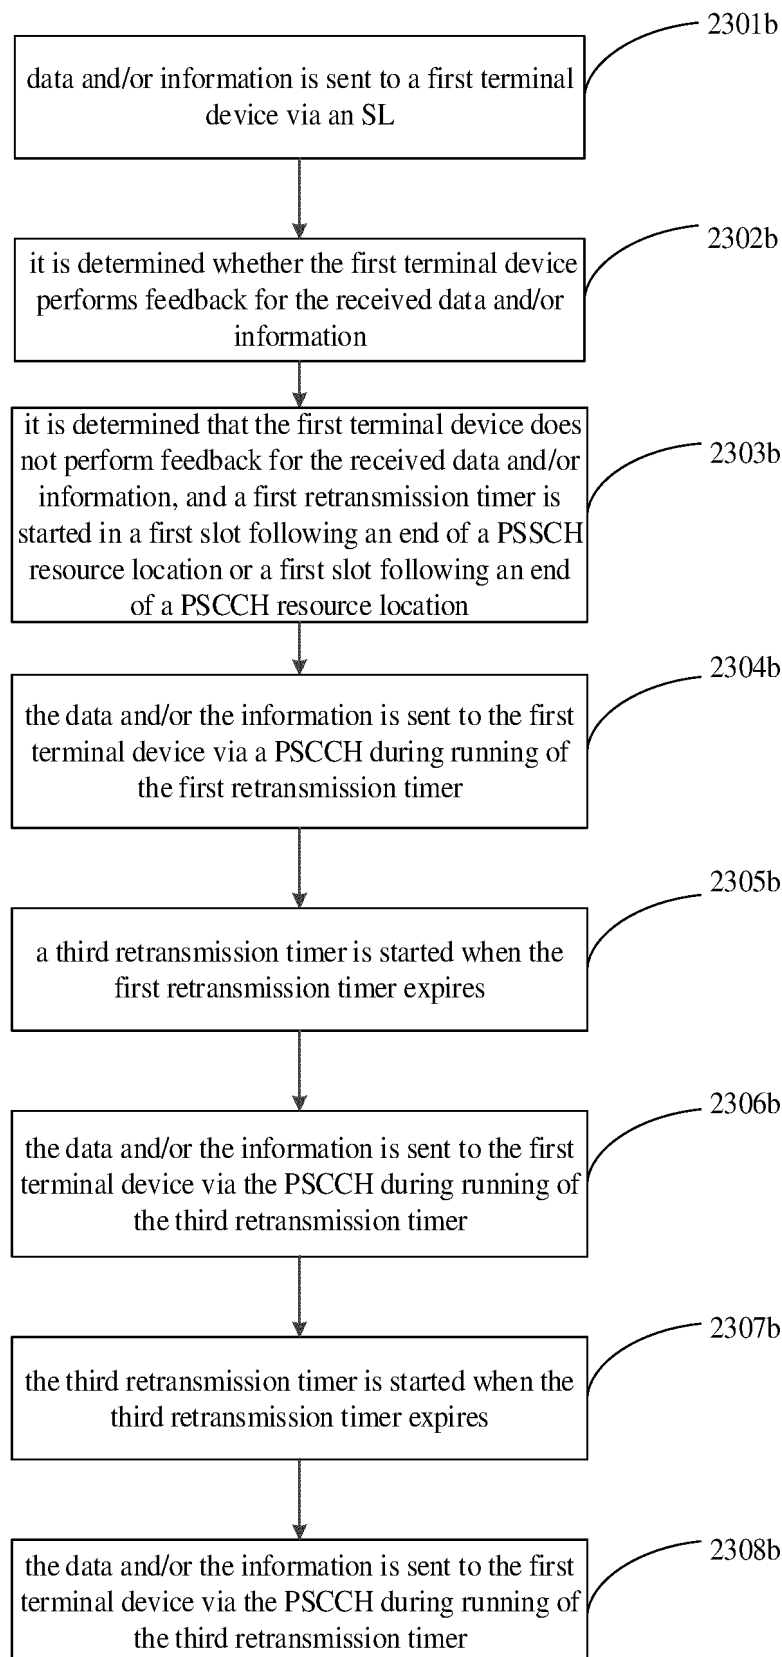 2301b
data and/or information is sent to a first terminal
device via an SL
2302b
it is determined whether the first terminal device
performs feedback for the received data and/or
information
2303b
it is determined that the first terminal device does
not perform feedback for the received data and/or
information, and a first retransmission timer is
started in a first slot following an end of a PSSCH
resource location or a first slot following an end
of a PSCCH resource location
2304b
the data and/or the information is sent to the first
terminal device via a PSCCH during running of
the first retransmission timer
2305b
a third retransmission timer is started when the
first retransmission timer expires
2306b
the data and/or the information is sent to the first
terminal device via the PSCCH during running of
the third retransmission timer
2307b
the third retransmission timer is started when the
third retransmission timer expires
2308b
the data and/or the information is sent to the first
terminal device via the PSCCH during running of
the third retransmission timer